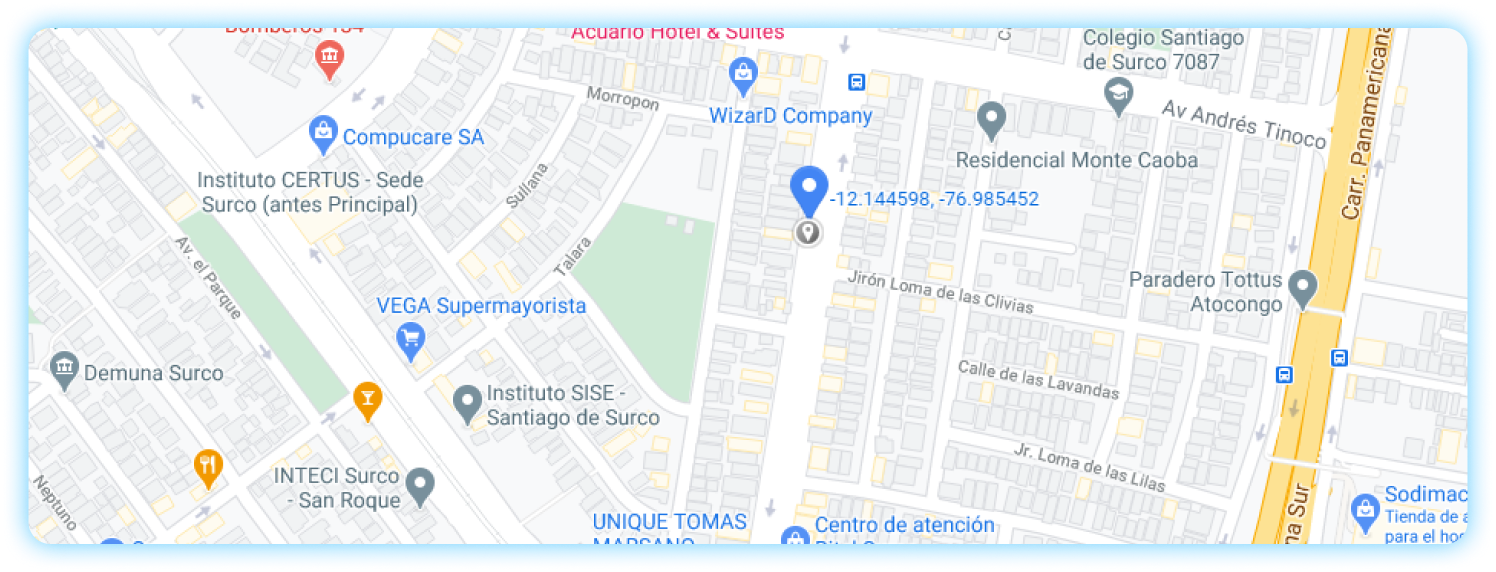 Bomberos 134
Acuario Hotel & Suites
Colegio Santiago
de Surco 7087
Morropon
WizarD Company
Av Andrés Tinoco
Carr. Panamericana
Compucare SA
Residencial Monte Caoba
Instituto CERTUS - Sede
Surco (antes Principal)
Sullana
-12.144598, -76.985452
Av. el Parque
Talara
Jirón Loma de las Clivias
Paradero Tottus
Atocongo
VEGA Supermayorista
Demuna Surco
Calle de las Lavandas
Instituto SISE -
Santiago de Surco
Jr. Loma de las Lilas
INTECI Surco
- San Roque
Neptuno
na Sur
Sodimac
Tienda de
para el
UNIQUE TOMAS
MARSANO
Centro de atención